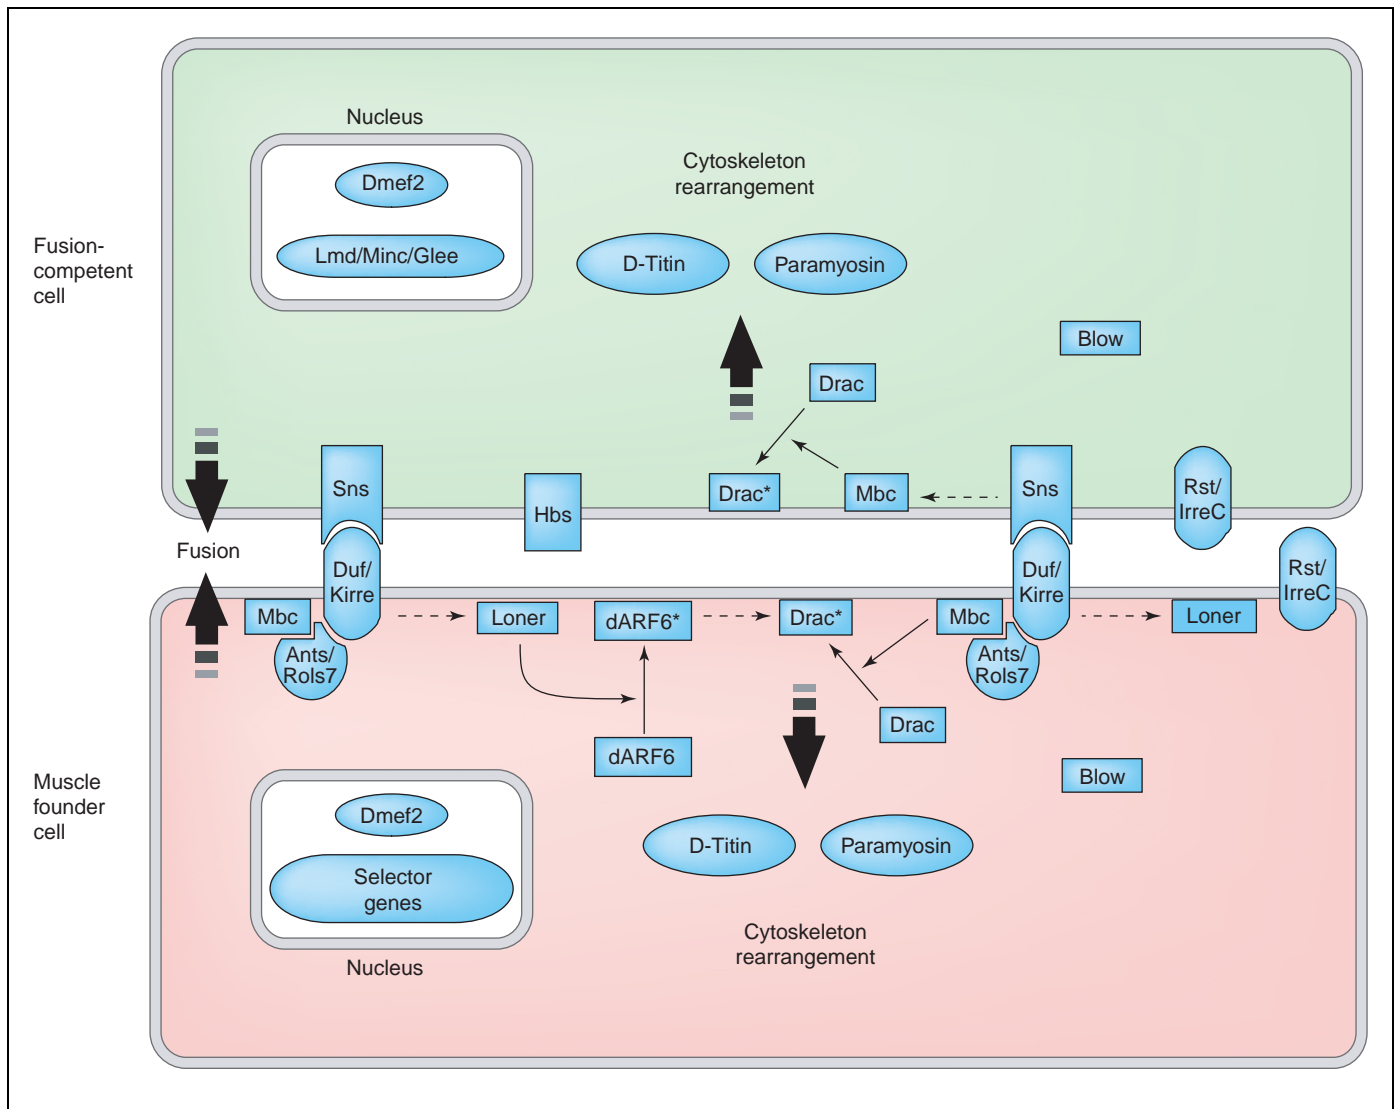 Nucleus
Dmef2
Lmd/Minc/Glee
Cytoskeleton
rearrangement
D-Titin
Paramyosin
Fusion-
competent
cell
Blow
Drac
Sns
Hbs
Drac*
Mbc
Sns
Rst/
IrreC
Fusion
Duf/
Kirre
Duf/
Kirre
Rst/
IrreC
Mbc
Loner
dARF6*
Drac*
Mbc
Loner
Ants/
Rols7
Ants/
Rols7
Drac
dARF6
Muscle
founder
cell
Blow
Dmef2
D-Titin
Paramyosin
Selector
genes
Cytoskeleton
rearrangement
Nucleus